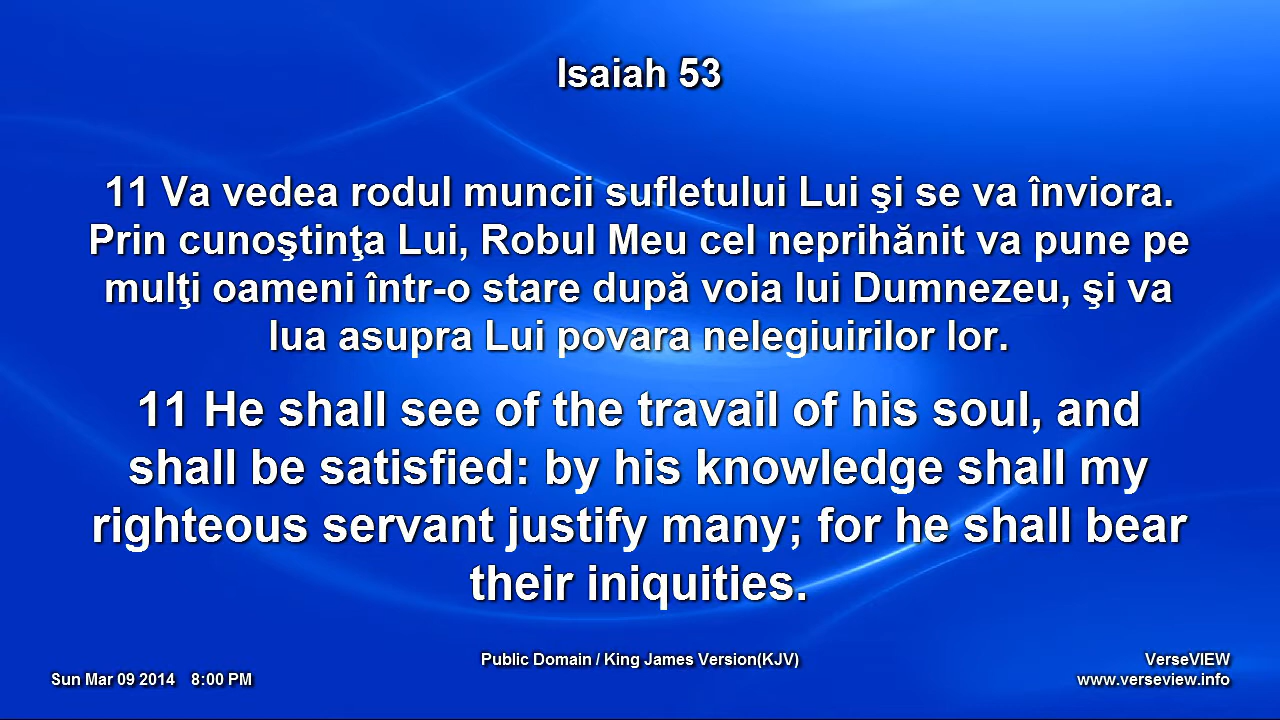 Isaiah 53
11 Va vedea rodul muncii sufletului Lui şi se va înviora.
Prin cunoştinţa Lui, Robul Meu cel neprihănit va pune pe
mulţi oameni într-o stare după voia lui Dumnezeu, şi va
lua asupra Lui povara nelegiuirilor lor.
11 He shall see of the travail of his soul, and
shall be satisfied: by his knowledge shall my
righteous servant justify many; for he shall bear
their iniquities.
Public Domain / King James Version(KJV)
VerseVIEW
Sun Mar 09 2014 8:00 PM
www.verseview.info